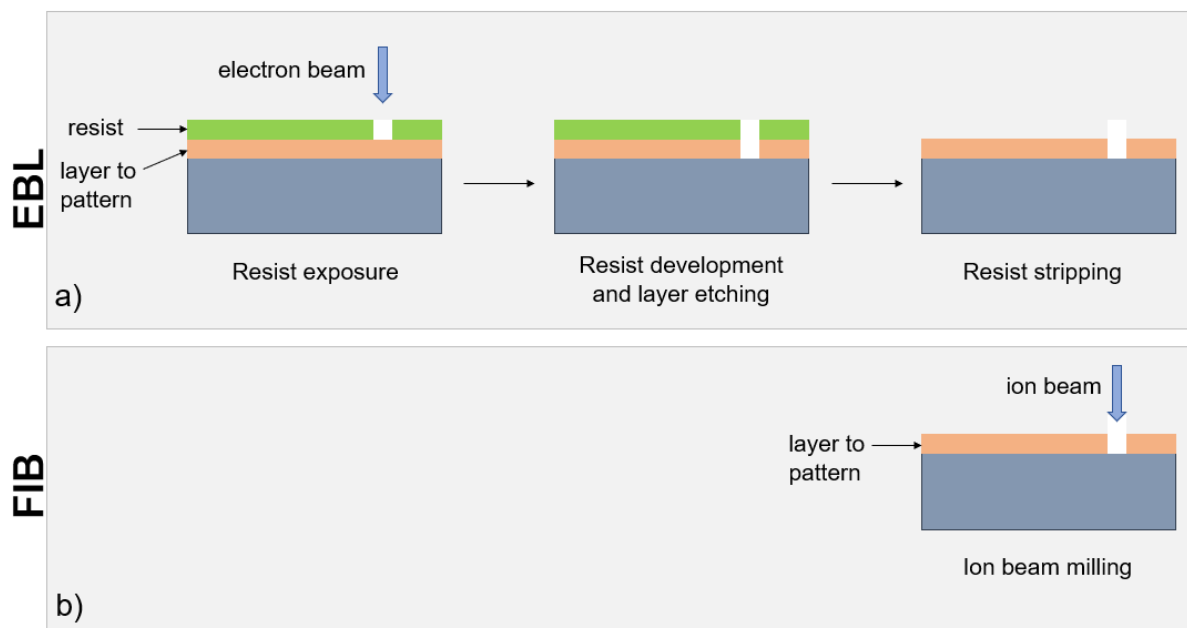 EBL
electron beam
resist
layer to
pattern
Resist exposure
Resist development
and layer etching
Resist stripping
a)
FIB
ion beam
layer to
pattern
Ion beam milling
b)